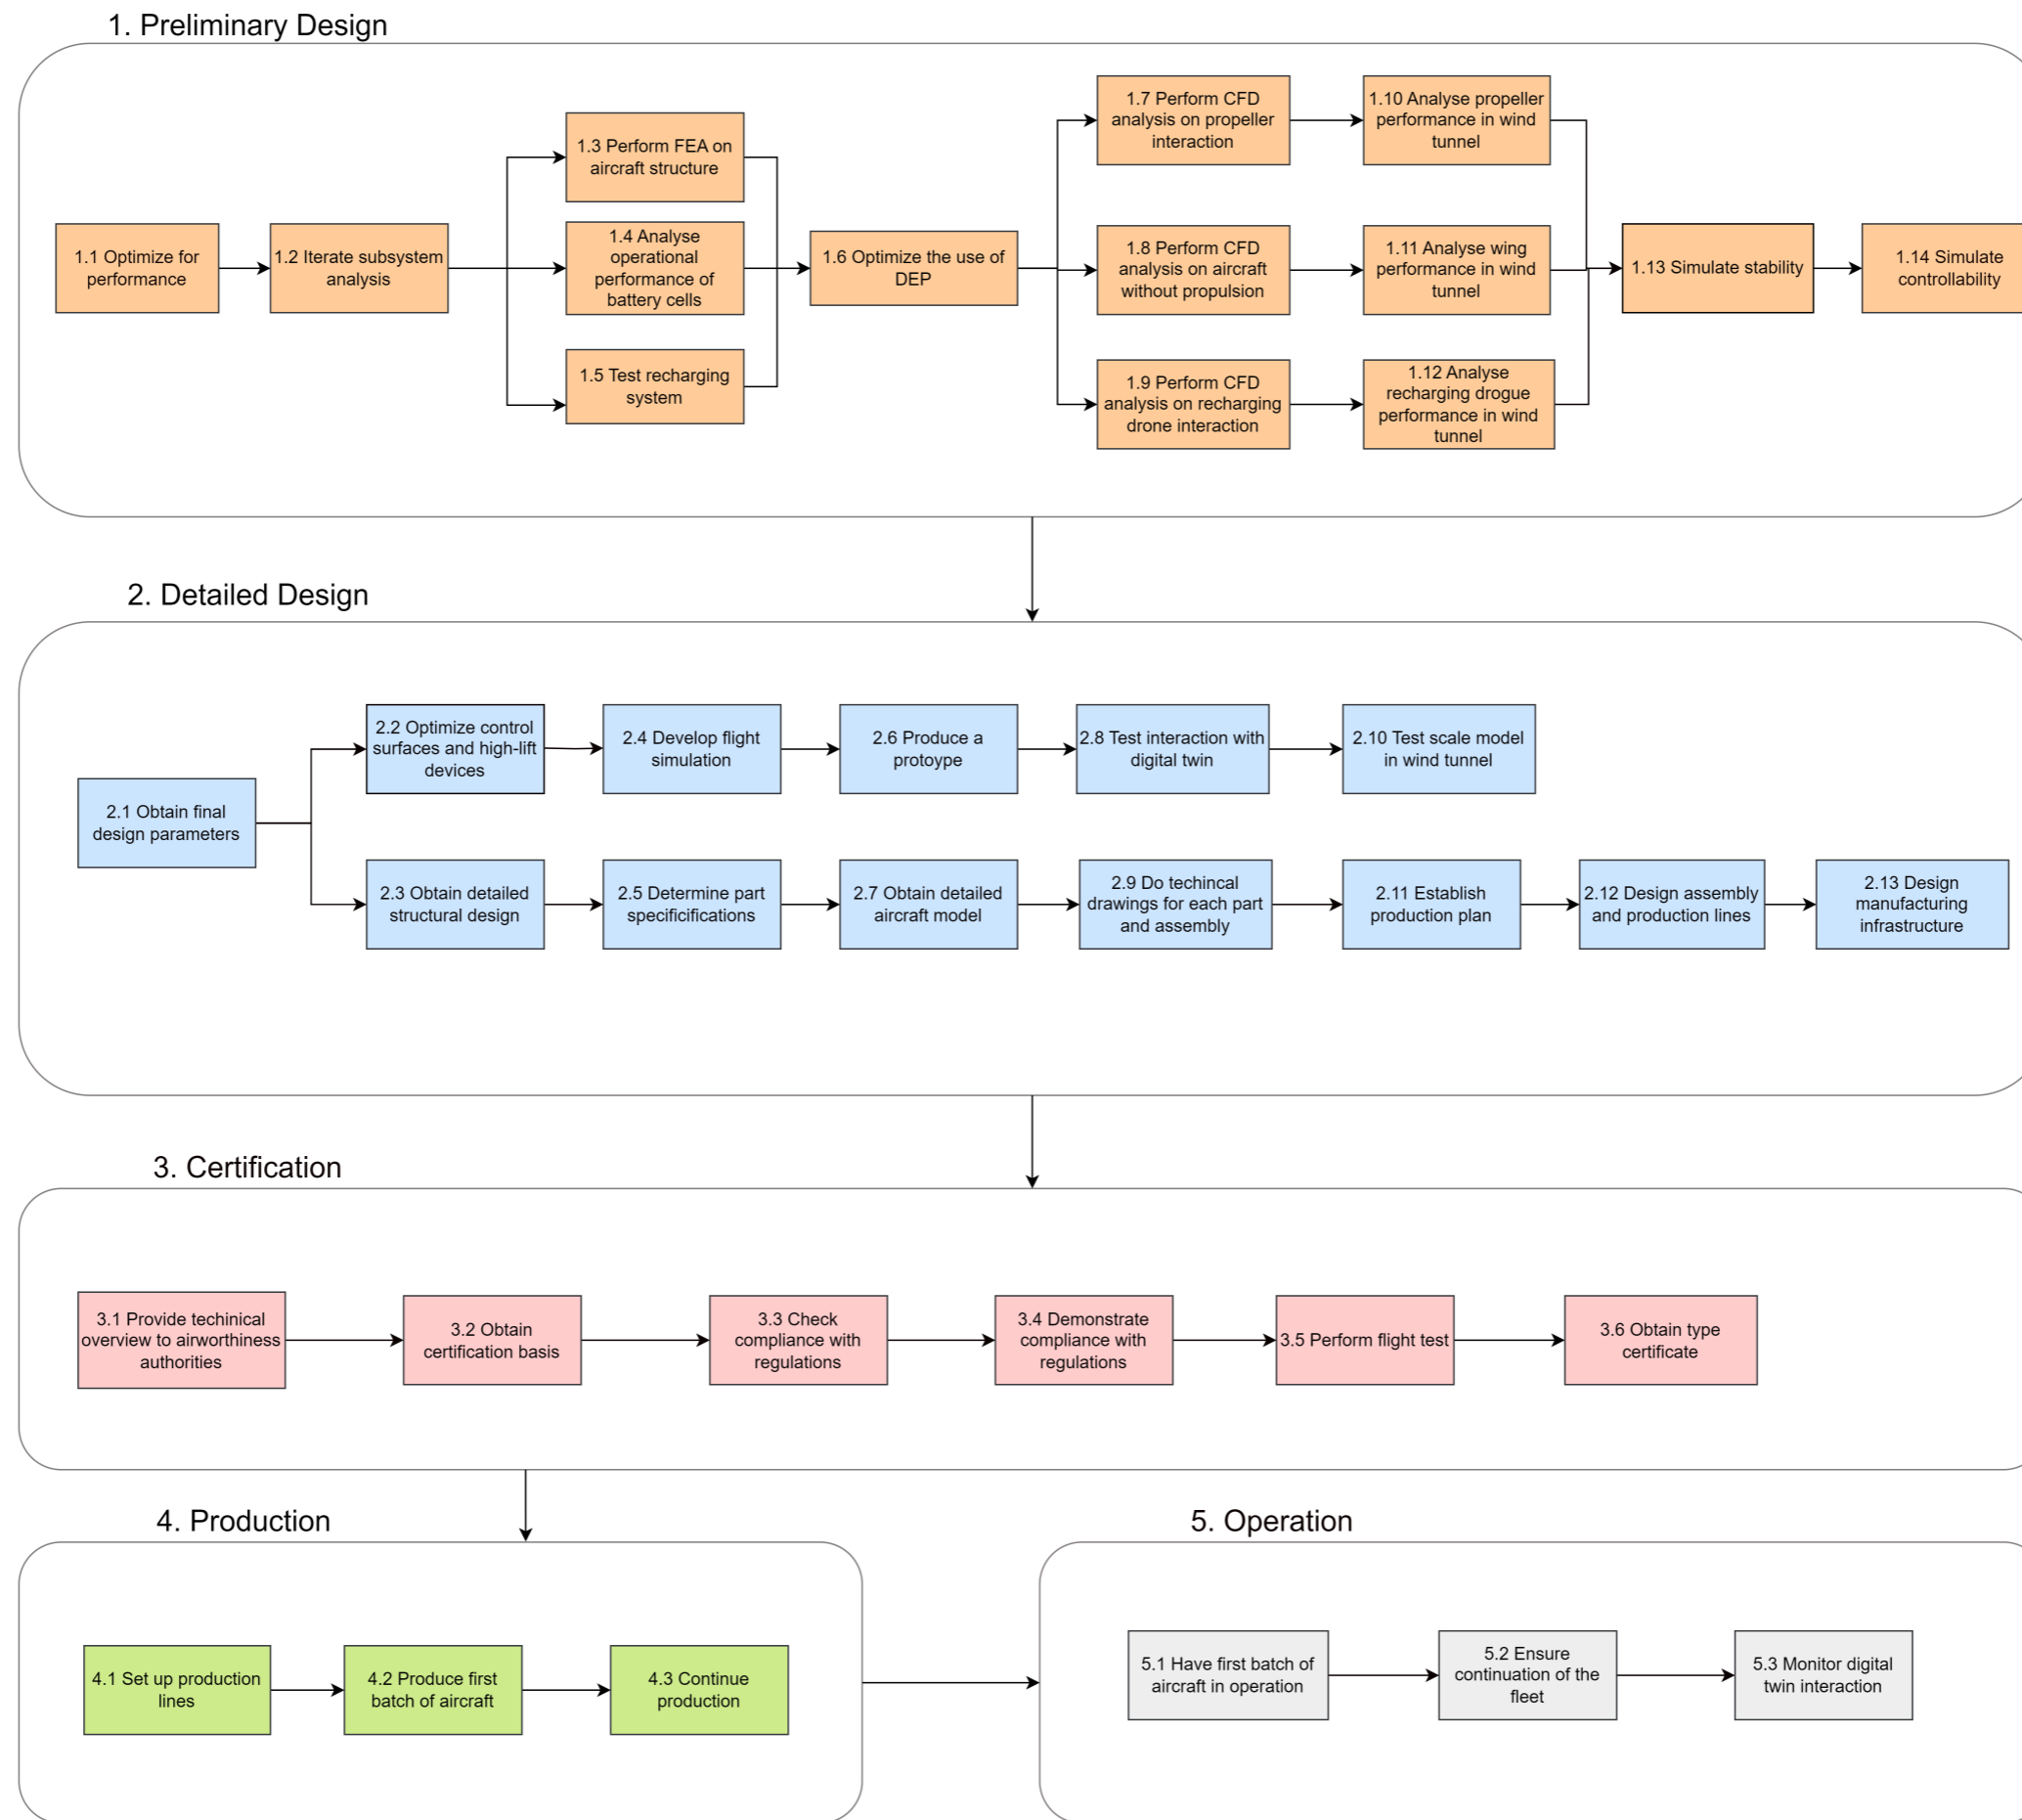 1. Preliminary Design
1.1 Optimize for
performance
1.2 Iterate subsystem
analysis
1.3 Perform FEA on
aircraft structure
1.4 Analyse
operational
performance of
battery cells
1.5 Test recharging
system
1.6 Optimize the use of
DEP
1.7 Perform CFD
analysis on propeller
interaction
1.8 Perform CFD
analysis on aircraft
without propulsion
1.9 Perform CFD
analysis on recharging
drone interaction
1.10 Analyse propeller
performance in wind
tunnel
1.11 Analyse wing
performance in wind
tunnel
1.12 Analyse
recharging drogue
performance in wind
tunnel
1.13 Simulate stability
1.14 Simulate
controllability
2. Detailed Design
2.1 Obtain final
design parameters
2.2 Optimize control
surfaces and high-lift
devices
2.3 Obtain detailed
structural design
2.4 Develop flight
simulation
2.5 Determine part
specificifications
2.6 Produce a
protoype
2.7 Obtain detailed
aircraft model
2.8 Test interaction with
digital twin
2.9 Do techincal
drawings for each part
and assembly
2.10 Test scale model
in wind tunnel
2.11 Establish
production plan
2.12 Design assembly
and production lines
2.13 Design
manufacturing
infrastructure
3. Certification
3.1 Provide techinical
overview to airworthiness
authorities
3.2 Obtain
certification basis
3.3 Check
compliance with
regulations
3.4 Demonstrate
compliance with
regulations
3.5 Perform flight test
3.6 Obtain type
certificate
4. Production
4.1 Set up production
lines
4.2 Produce first
batch of aircraft
4.3 Continue
production
5. Operation
5.1 Have first batch of
aircraft in operation
5.2 Ensure
continuation of the
fleet
5.3 Monitor digital
twin interaction